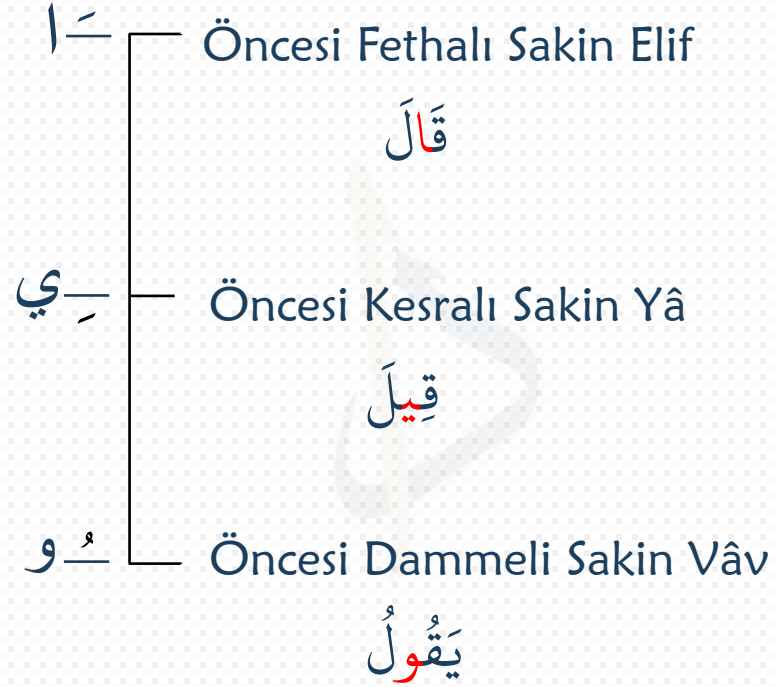 ـَ ا
Öncesi Fethalı Sakin Elif
قَالَ
ـِ ي
Öncesi Kesralı Sakin Yâ
قِيلَ
ـُ و
Öncesi Dammeli Sakin Vâv
يَقُولُ